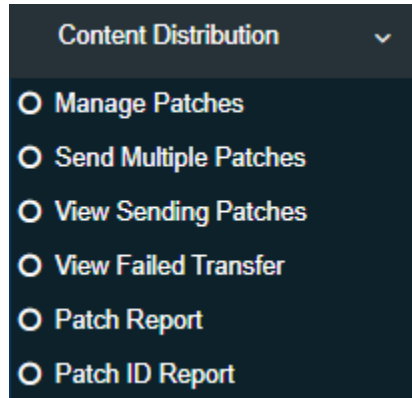 Content Distribution
Manage Patches
Send Multiple Patches
View Sending Patches
View Failed Transfer
Patch Report
Patch ID Report